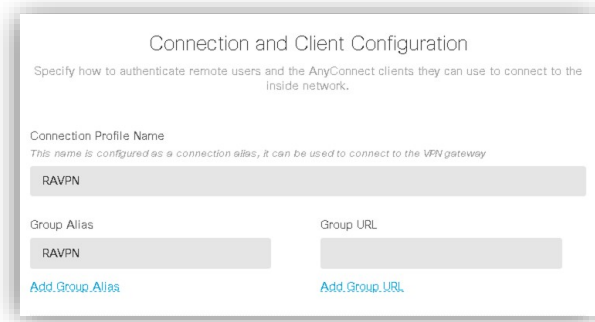 Connection and Client Configuration
Specify how to authenticate remote users and the AnyConnect clients they can use to connect to the
inside network.
Connection Profile Name
This name is configured as a connection alias, it can be used to connect to the VPN gateway
RAVPN
Group Alias
Group URL
RAVPN
Add Group Alias
Add Group URL